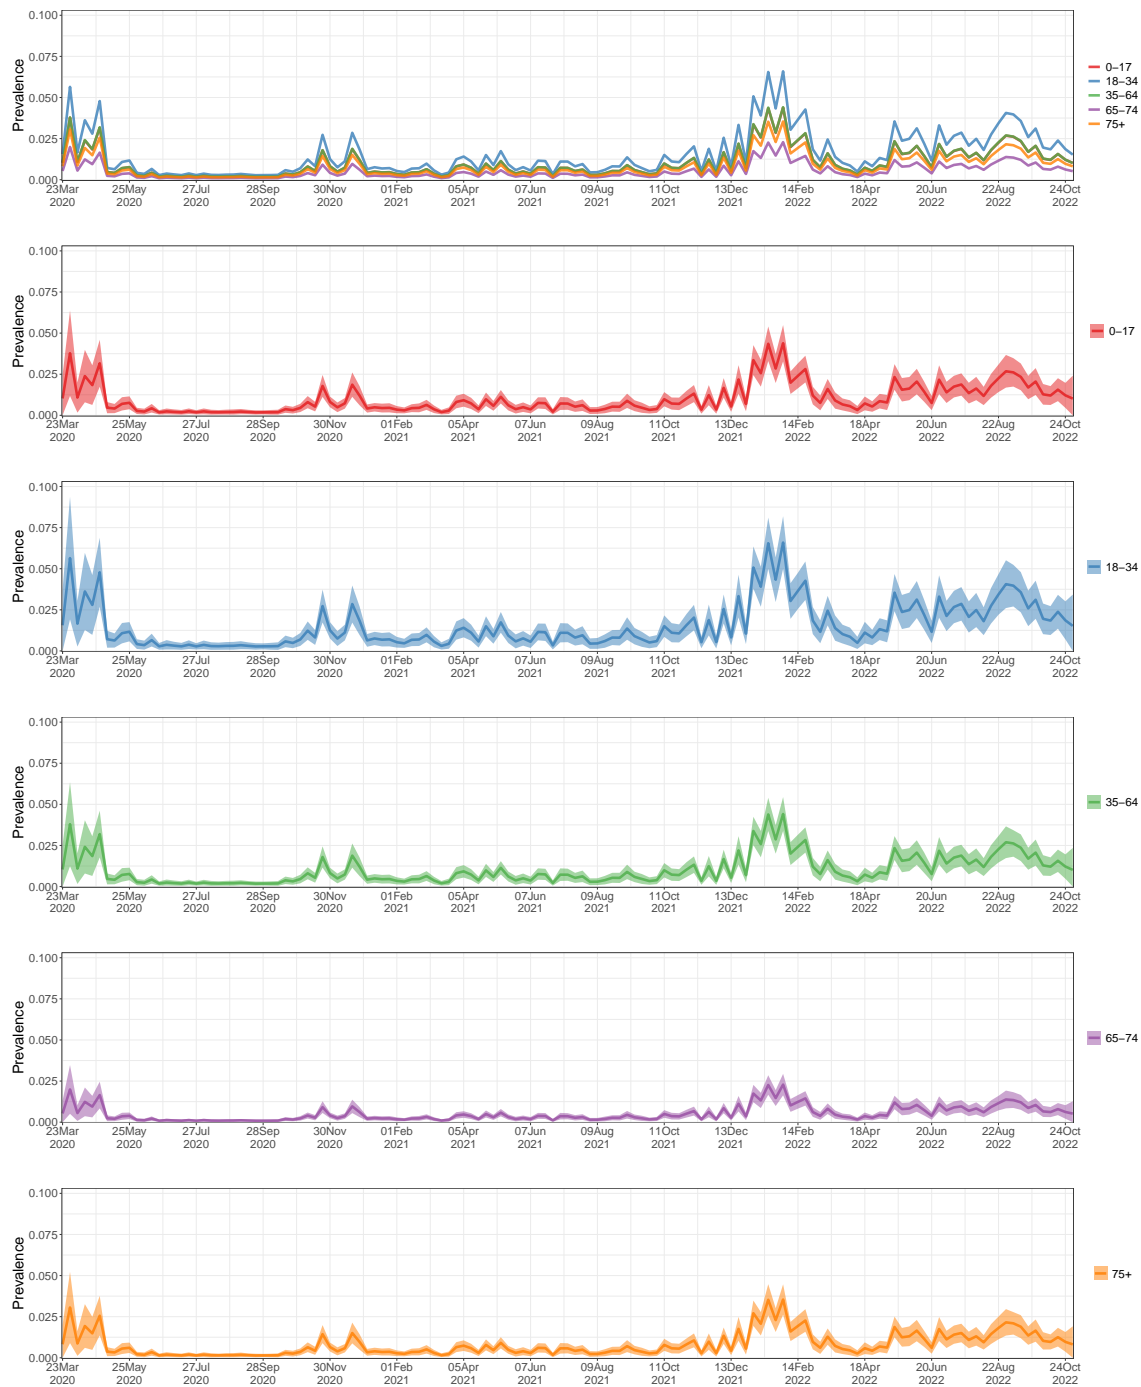 0.100
0.075
0.050
0.025
0.000
Prevalence
23Mar 25May 27Jul 28Sep 30Nov 01Feb 05Apr 07Jun 09Aug 11Oct 13Dec 14Feb 18Apr 20Jun 22Aug 24Oct
2020 2020 2020 2020 2020 2021 2021 2021 2021 2021 2021 2022 2022 2022 2022 2022
0–17
18–34
35–64
65–74
75+
0.100
0.075
0.050
0.025
0.000
Prevalence
23Mar 25May 27Jul 28Sep 30Nov 01Feb 05Apr 07Jun 09Aug 11Oct 13Dec 14Feb 18Apr 20Jun 22Aug 24Oct
2020 2020 2020 2020 2020 2021 2021 2021 2021 2021 2021 2022 2022 2022 2022 2022
0–17
0.100
0.075
0.050
0.025
0.000
Prevalence
23Mar 25May 27Jul 28Sep 30Nov 01Feb 05Apr 07Jun 09Aug 11Oct 13Dec 14Feb 18Apr 20Jun 22Aug 24Oct
2020 2020 2020 2020 2020 2021 2021 2021 2021 2021 2021 2022 2022 2022 2022 2022
18–34
0.100
0.075
0.050
0.025
0.000
Prevalence
23Mar 25May 27Jul 28Sep 30Nov 01Feb 05Apr 07Jun 09Aug 11Oct 13Dec 14Feb 18Apr 20Jun 22Aug 24Oct
2020 2020 2020 2020 2020 2021 2021 2021 2021 2021 2021 2022 2022 2022 2022 2022
35–64
0.100
0.075
0.050
0.025
0.000
Prevalence
23Mar 25May 27Jul 28Sep 30Nov 01Feb 05Apr 07Jun 09Aug 11Oct 13Dec 14Feb 18Apr 20Jun 22Aug 24Oct
2020 2020 2020 2020 2020 2021 2021 2021 2021 2021 2021 2022 2022 2022 2022 2022
65–74
0.100
0.075
0.050
0.025
0.000
Prevalence
23Mar 25May 27Jul 28Sep 30Nov 01Feb 05Apr 07Jun 09Aug 11Oct 13Dec 14Feb 18Apr 20Jun 22Aug 24Oct
2020 2020 2020 2020 2020 2021 2021 2021 2021 2021 2021 2022 2022 2022 2022 2022
75+